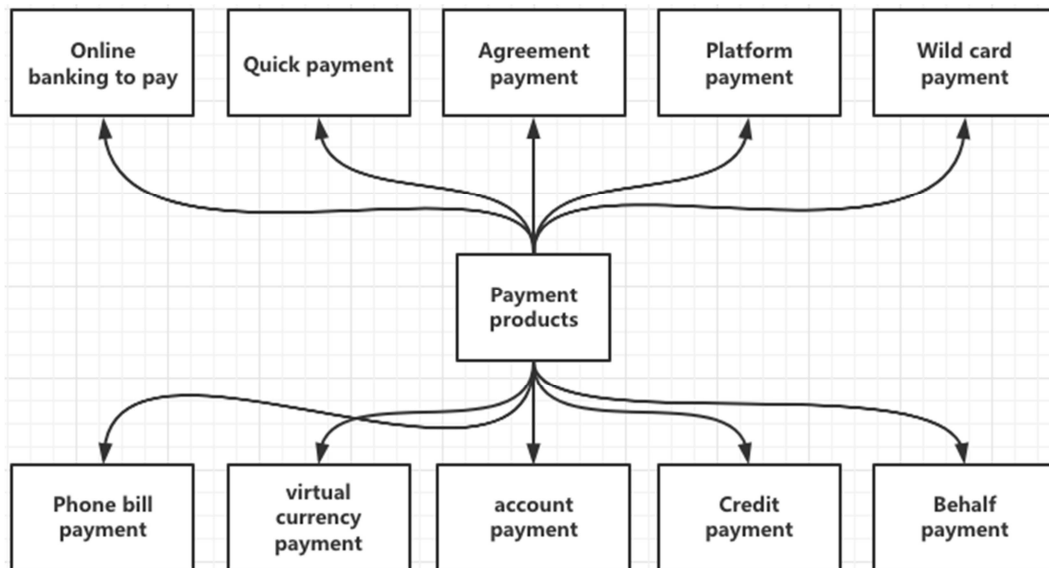 Online
banking to pay
Quick payment
Agreement
payment
Platform
payment
Wild card
payment
Payment
products
Phone bill
payment
virtual
currency
payment
account
payment
Credit
payment
Behalf
payment